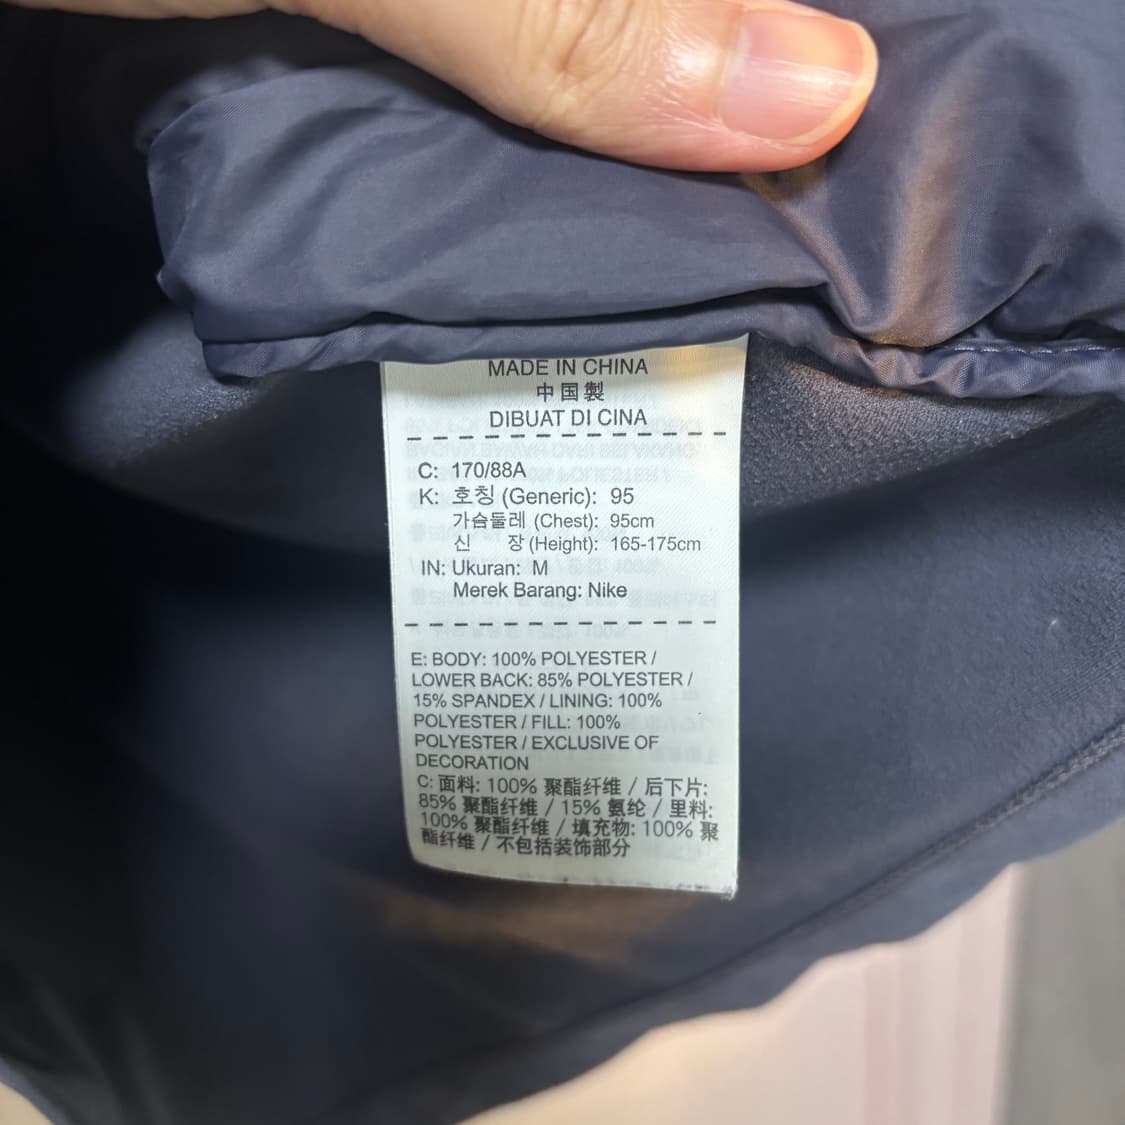 MADE IN CHINA
中国製
DIBUAT DI CINA
C: 170/88A
K: 호칭 (Generic): 95
가슴둘레 (Chest): 95cm
신 장 (Height): 165-175cm
IN: Ukuran: M
Merek Barang: Nike
E: BODY: 100% POLYESTER /
LOWER BACK: 85% POLYESTER /
15% SPANDEX / LINING: 100%
POLYESTER / FILL: 100%
POLYESTER / EXCLUSIVE OF
DECORATION
C: 面料: 100% 聚酯纤维 / 后下片:
85% 聚酯纤维 / 15% 氨纶 / 里料:
100% 聚酯纤维 / 填充物: 100% 聚
酯纤维 / 不包括装饰部分